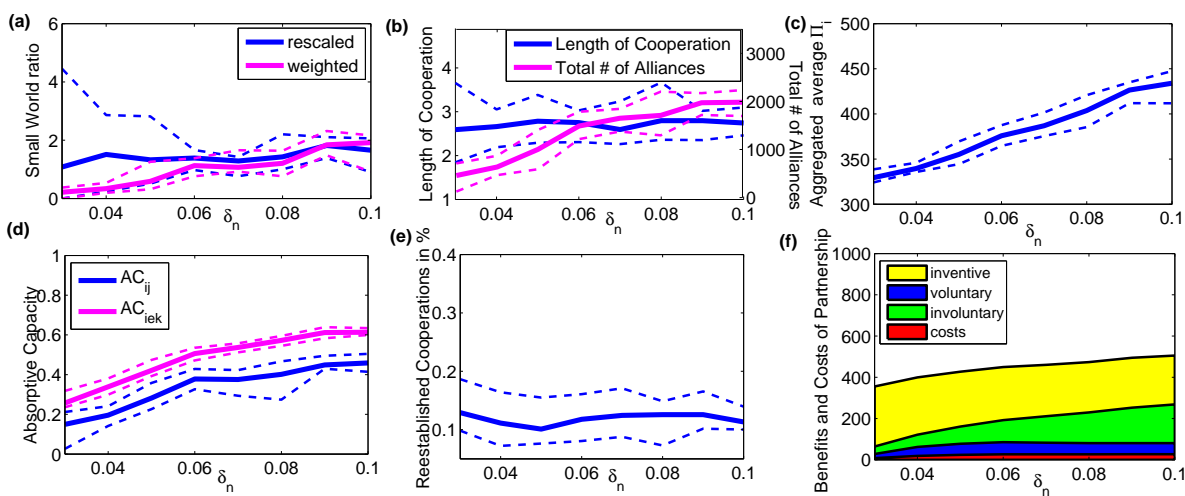 (a)
Small World ratio
6
4
2
0
0.04
0.06
0.08
0.1
δn
rescaled
weighted
(b)
Length of Cooperation
4
3
2
1
0.04
0.06
0.08
0.1
δn
Length of Cooperation
Total # of Alliances
3000
2000
1000
0
Total # of Alliances
(c)
Aggregated average Πi
500
450
400
350
300
0.04
0.06
0.08
0.1
δn
(d)
Absorptive Capacity
1
0.8
0.6
0.4
0.2
0
0.04
0.06
0.08
0.1
δn
ACij
ACiek
(e)
Reestablished Cooperations in %
0.4
0.3
0.2
0.1
0.04
0.06
0.08
0.1
δn
(f)
Benefits and Costs of Partnership
1000
800
600
400
200
0
0.04
0.06
0.08
0.1
δn
inventive
voluntary
involuntary
costs